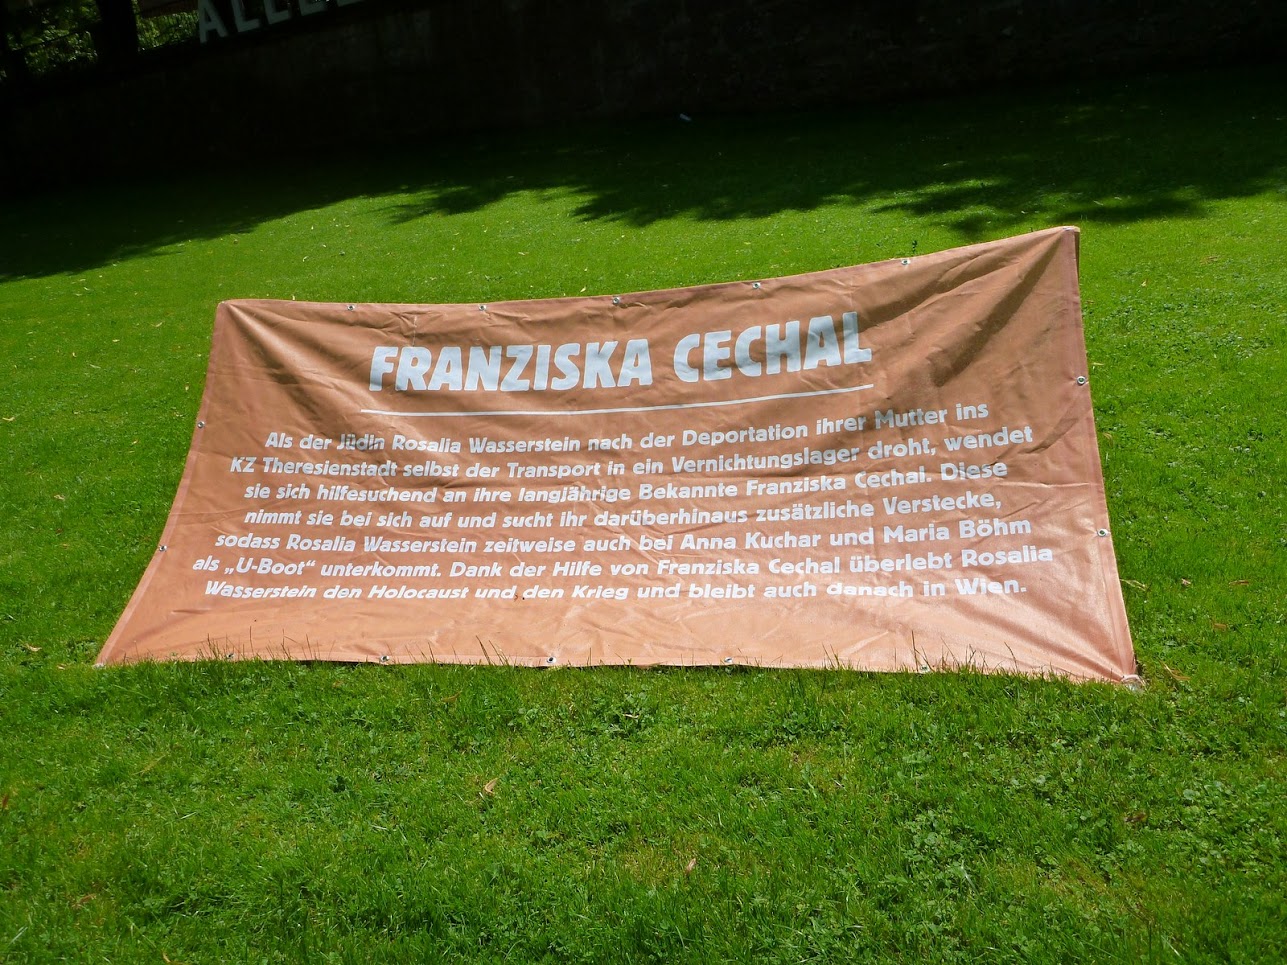 FRANZISKA CECHAL
Als der Jüdin Rosalia Wasserstein nach der Deportation ihrer Mutter ins
KZ Theresienstadt selbst der Transport in ein Vernichtungslager droht, wendet
sie sich hilfesuchend an ihre langjährige Bekannte Franziska Cechal. Diese
nimmt sie bei sich auf und sucht ihr darüberhinaus zusätzliche Verstecke,
sodass Rosalia Wasserstein zeitweise auch bei Anna Kuchar und Maria Böhm
als „U-Boot“ unterkommt. Dank der Hilfe von Franziska Cechal überlebt Rosalia
Wasserstein den Holocaust und den Krieg und bleibt auch danach in Wien.